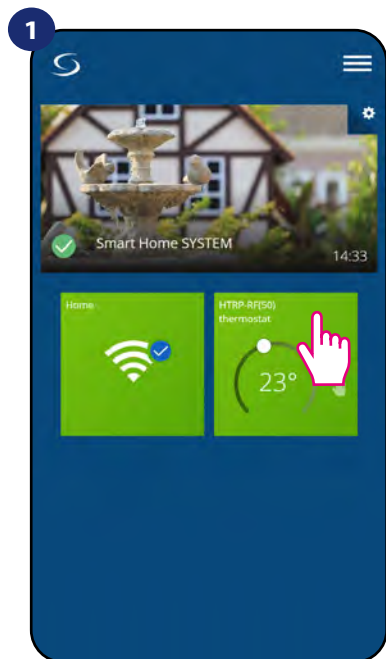 1
Smart Home SYSTEM
14:33
Home
HTRP-RF(50)
thermostat
23°